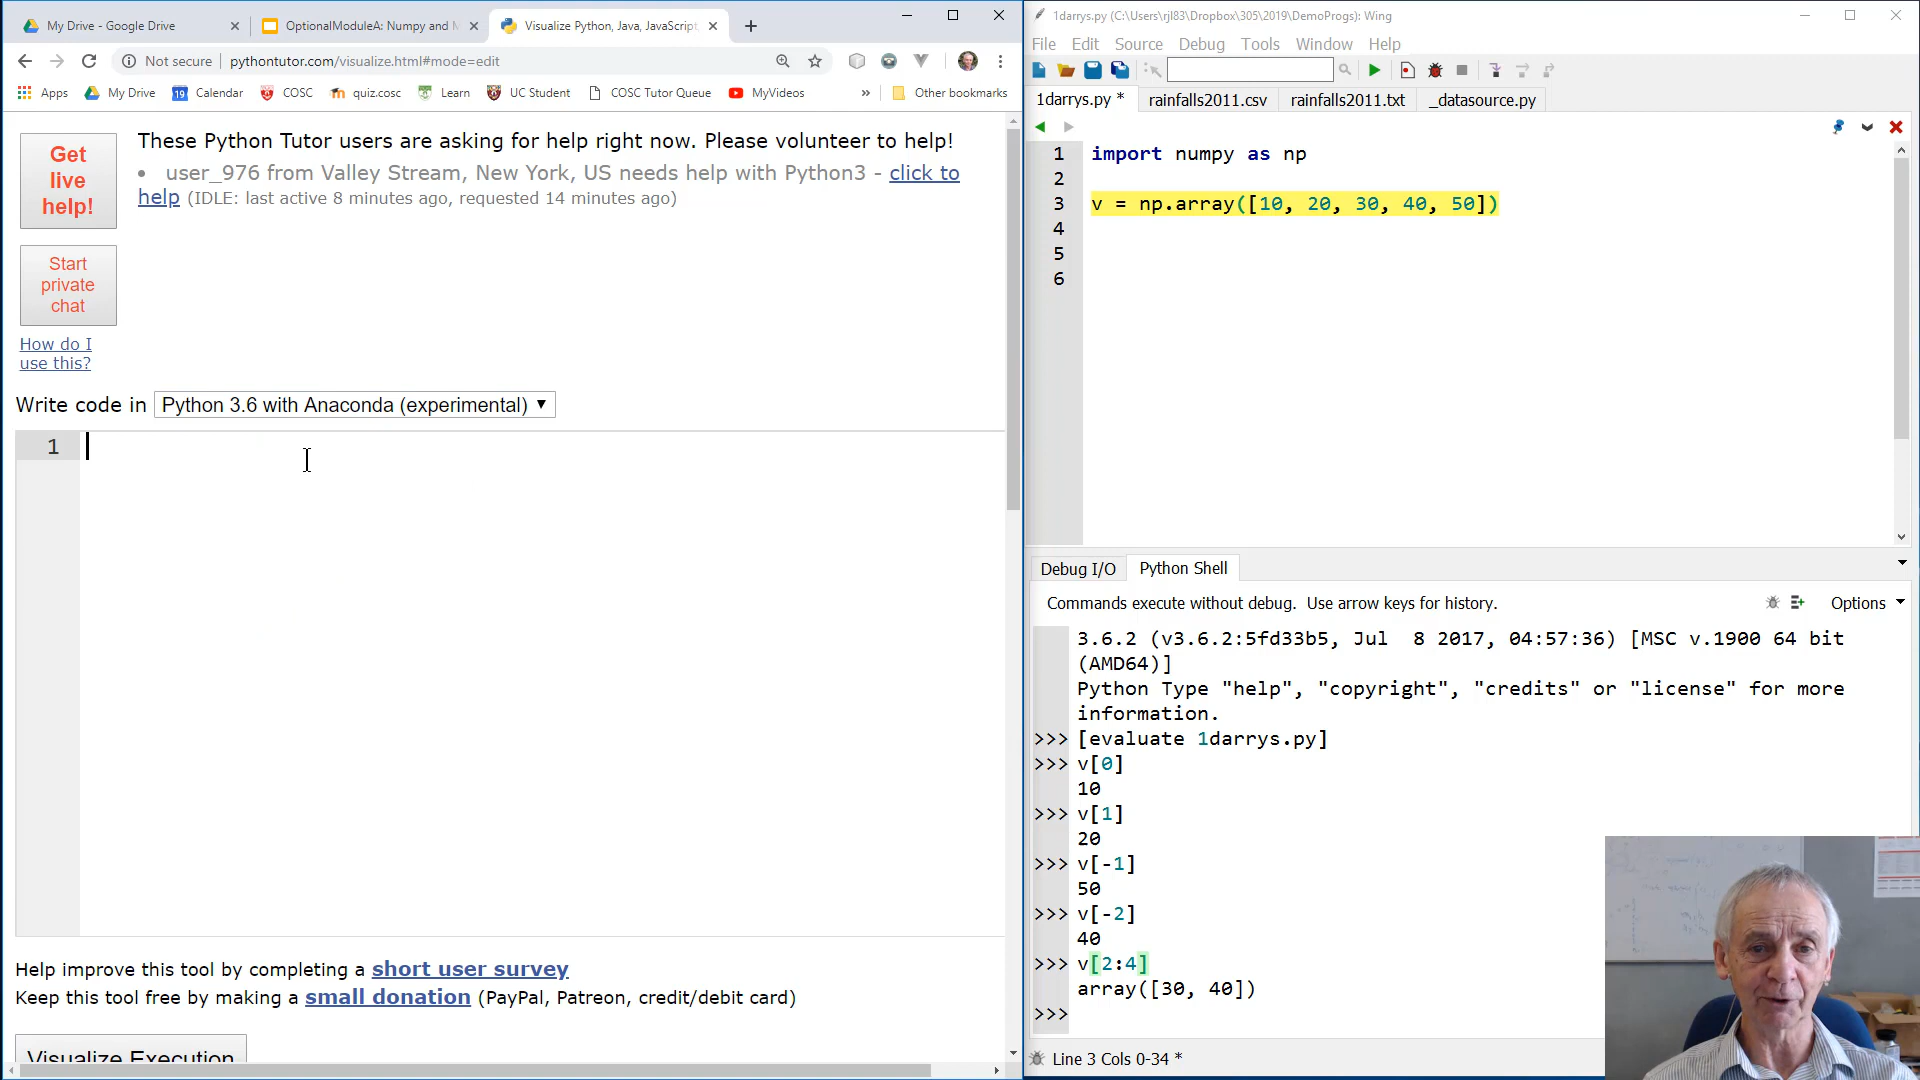 My Drive - Google Drive
OptionalModuleA: Numpy and M
Visualize Python, Java, JavaScript,
Not secure
pythontutor.com/visualize.html#mode=edit
Apps
My Drive
Calendar
COSC
quiz.cosc
Learn
UC Student
COSC Tutor Queue
MyVideos
»
Other bookmarks
Get
live
help!
These Python Tutor users are asking for help right now. Please volunteer to help!
• user_976 from Valley Stream, New York, US needs help with Python3 - click to
help (IDLE: last active 8 minutes ago, requested 14 minutes ago)
Start
private
chat
How do I
use this?
Write code in Python 3.6 with Anaconda (experimental)
1
Help improve this tool by completing a short user survey
Keep this tool free by making a small donation (PayPal, Patreon, credit/debit card)
Visualize Execution
1darrys.py (C:\Users\rjl83\Dropbox\305\2019\DemoProgs): Wing
File Edit Source Debug Tools Window Help
1darrys.py * rainfalls2011.csv rainfalls2011.txt _datasource.py
1 import numpy as np
2
3 v = np.array([10, 20, 30, 40, 50])
4
5
6
Debug I/O Python Shell
Commands execute without debug. Use arrow keys for history.
Options
3.6.2 (v3.6.2:5fd33b5, Jul 8 2017, 04:57:36) [MSC v.1900 64 bit
(AMD64)]
Python Type "help", "copyright", "credits" or "license" for more
information.
>>> [evaluate 1darrys.py]
>>> v[0]
10
>>> v[1]
20
>>> v[-1]
50
>>> v[-2]
40
>>> v[2:4]
array([30, 40])
>>>
Line 3 Cols 0-34 *